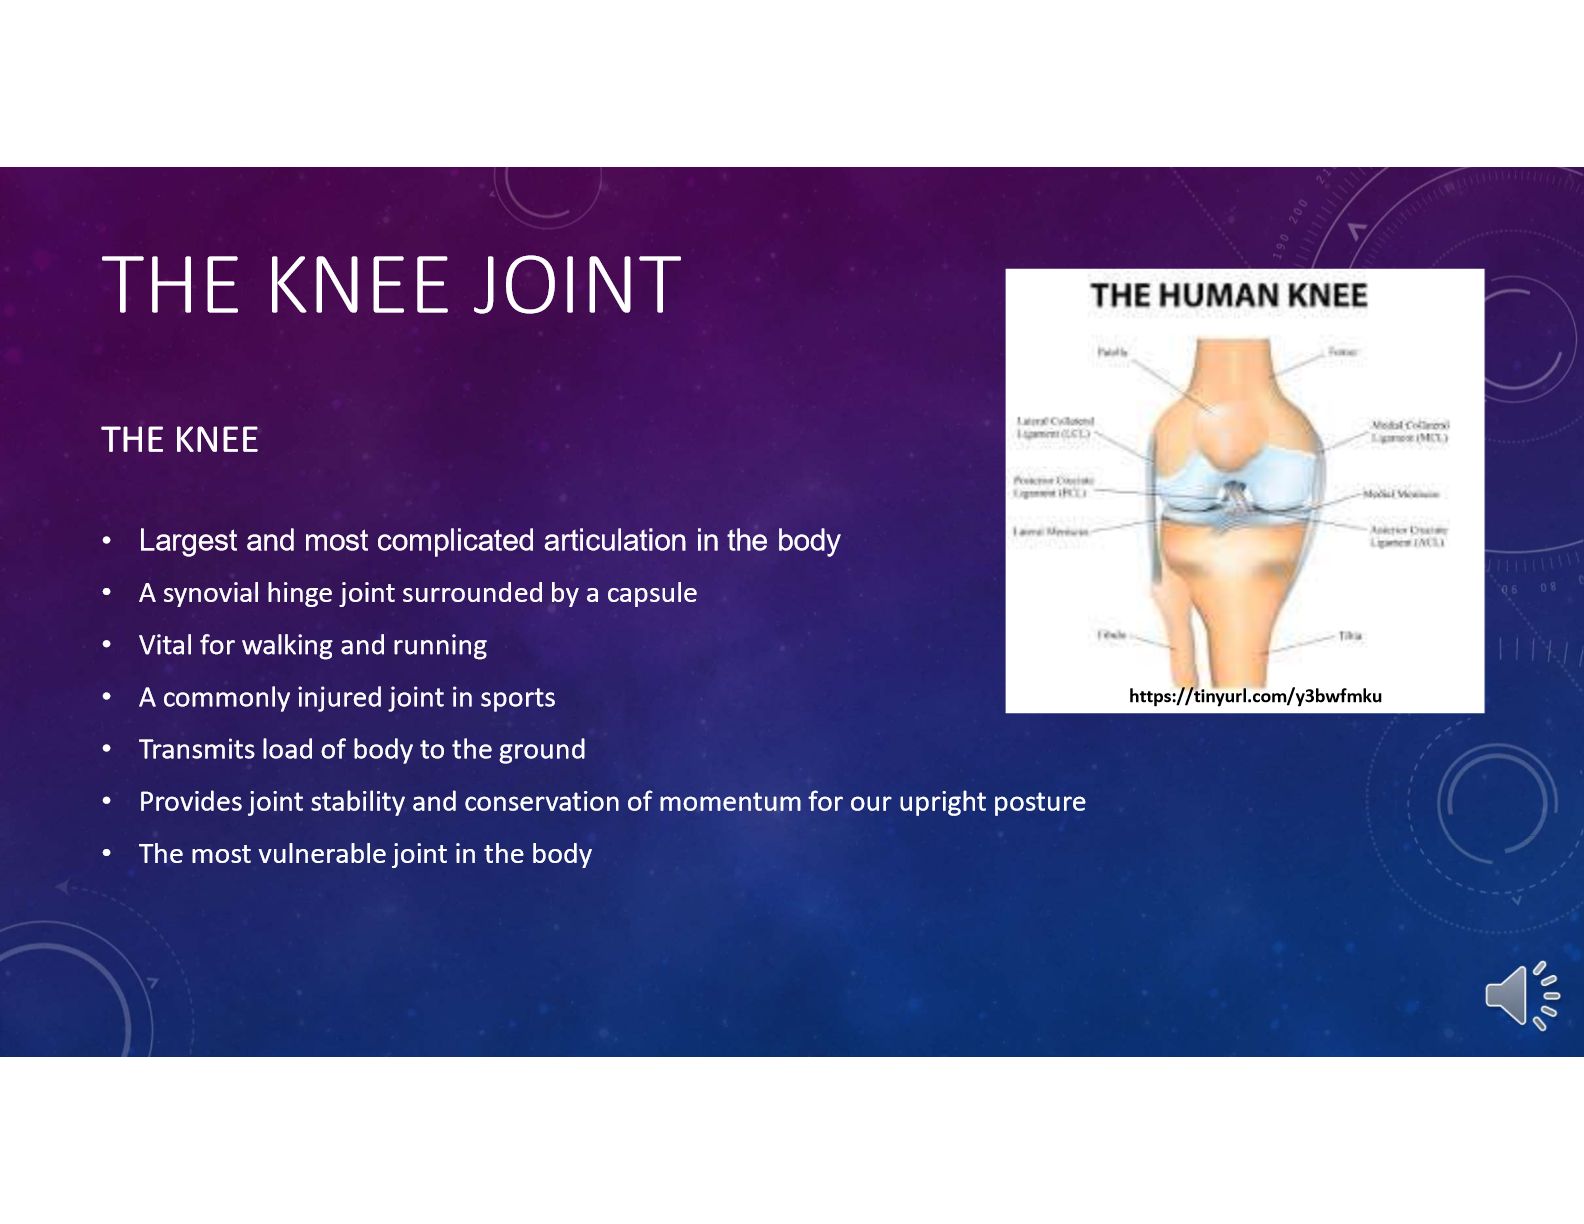 THE KNEE JOINT
THE KNEE
• Largest and most complicated articulation in the body
• A synovial hinge joint surrounded by a capsule
• Vital for walking and running
• A commonly injured joint in sports
• Transmits load of body to the ground
• Provides joint stability and conservation of momentum for our upright posture
• The most vulnerable joint in the body
THE HUMAN KNEE
Patella
Femur
Lateral Collateral
Ligament (LCL)
Medial Collateral
Ligament (MCL)
Posterior Cruciate
Ligament (PCL)
Medial Meniscus
Lateral Meniscus
Anterior Cruciate
Ligament (ACL)
Fibula
Tibia
https://tinyurl.com/y3bwfmku
190 200
80
90